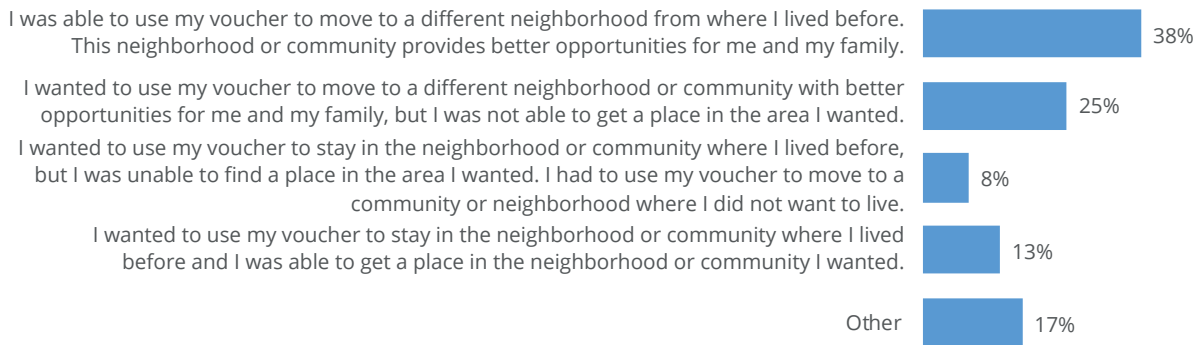 I was able to use my voucher to move to a different neighborhood from where I lived before.
This neighborhood or community provides better opportunities for me and my family.
38%
I wanted to use my voucher to move to a different neighborhood or community with better
opportunities for me and my family, but I was not able to get a place in the area I wanted.
25%
I wanted to use my voucher to stay in the neighborhood or community where I lived before,
but I was unable to find a place in the area I wanted. I had to use my voucher to move to a
community or neighborhood where I did not want to live.
8%
I wanted to use my voucher to stay in the neighborhood or community where I lived
before and I was able to get a place in the neighborhood or community I wanted.
13%
Other
17%